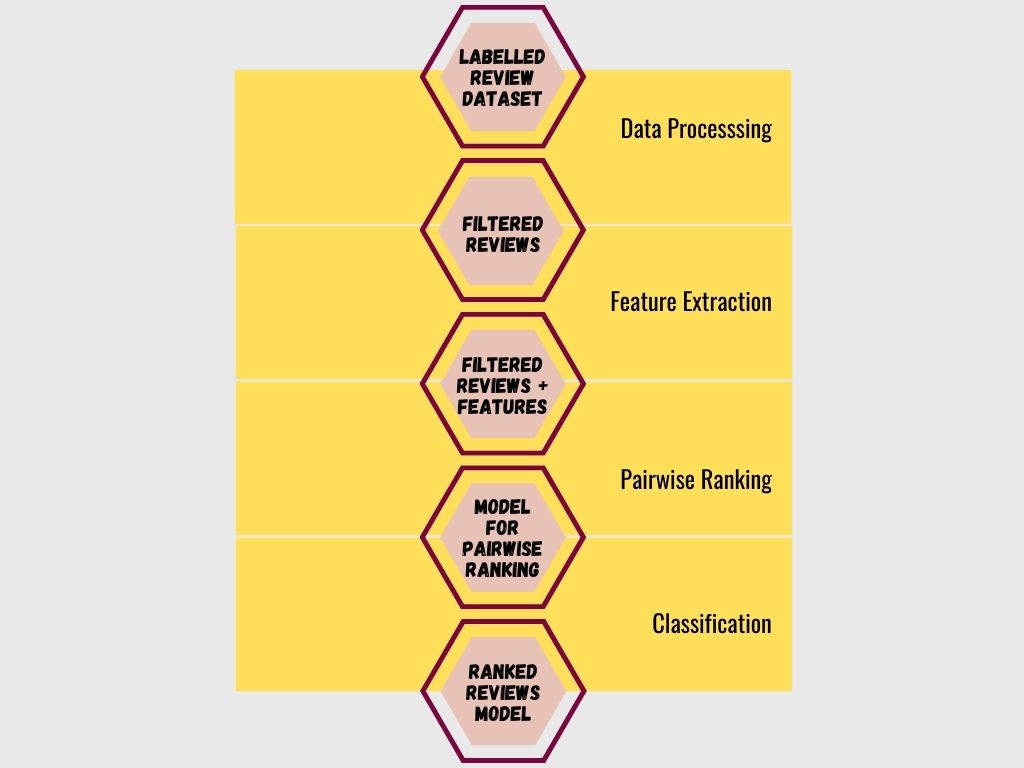 LABELLED
REVIEW
DATASET
Data Processsing
FILTERED
REVIEWS
Feature Extraction
FILTERED
REVIEWS +
FEATURES
Pairwise Ranking
MODEL
FOR
PAIRWISE
RANKING
Classification
RANKED
REVIEWS
MODEL